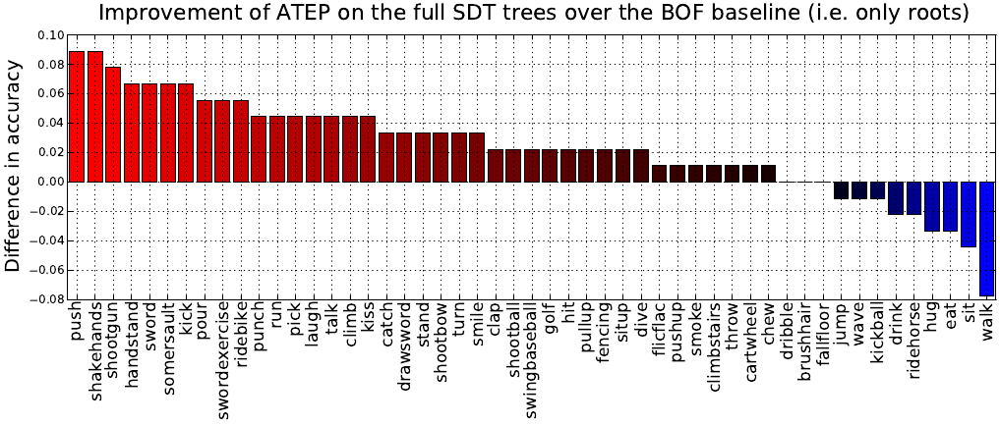 Improvement of ATEP on the full SDT trees over the BOF baseline (i.e. only roots)
Difference in accuracy
0.10
0.08
0.06
0.04
0.02
0.00
−0.02
−0.04
−0.06
−0.08
push
shakehands
shotgun
handstand
sword
somersault
kick
pour
swordexercise
ridebike
punch
run
pick
laugh
talk
climb
kiss
catch
drawsword
stand
shootbow
turn
smile
clap
shootball
swingbaseball
golf
hit
pullup
fencing
situp
dive
flicflac
pushup
smoke
climbstairs
throw
cartwheel
chew
dribble
brushhair
fallfloor
jump
wave
kickball
drink
ridehorse
hug
eat
sit
walk